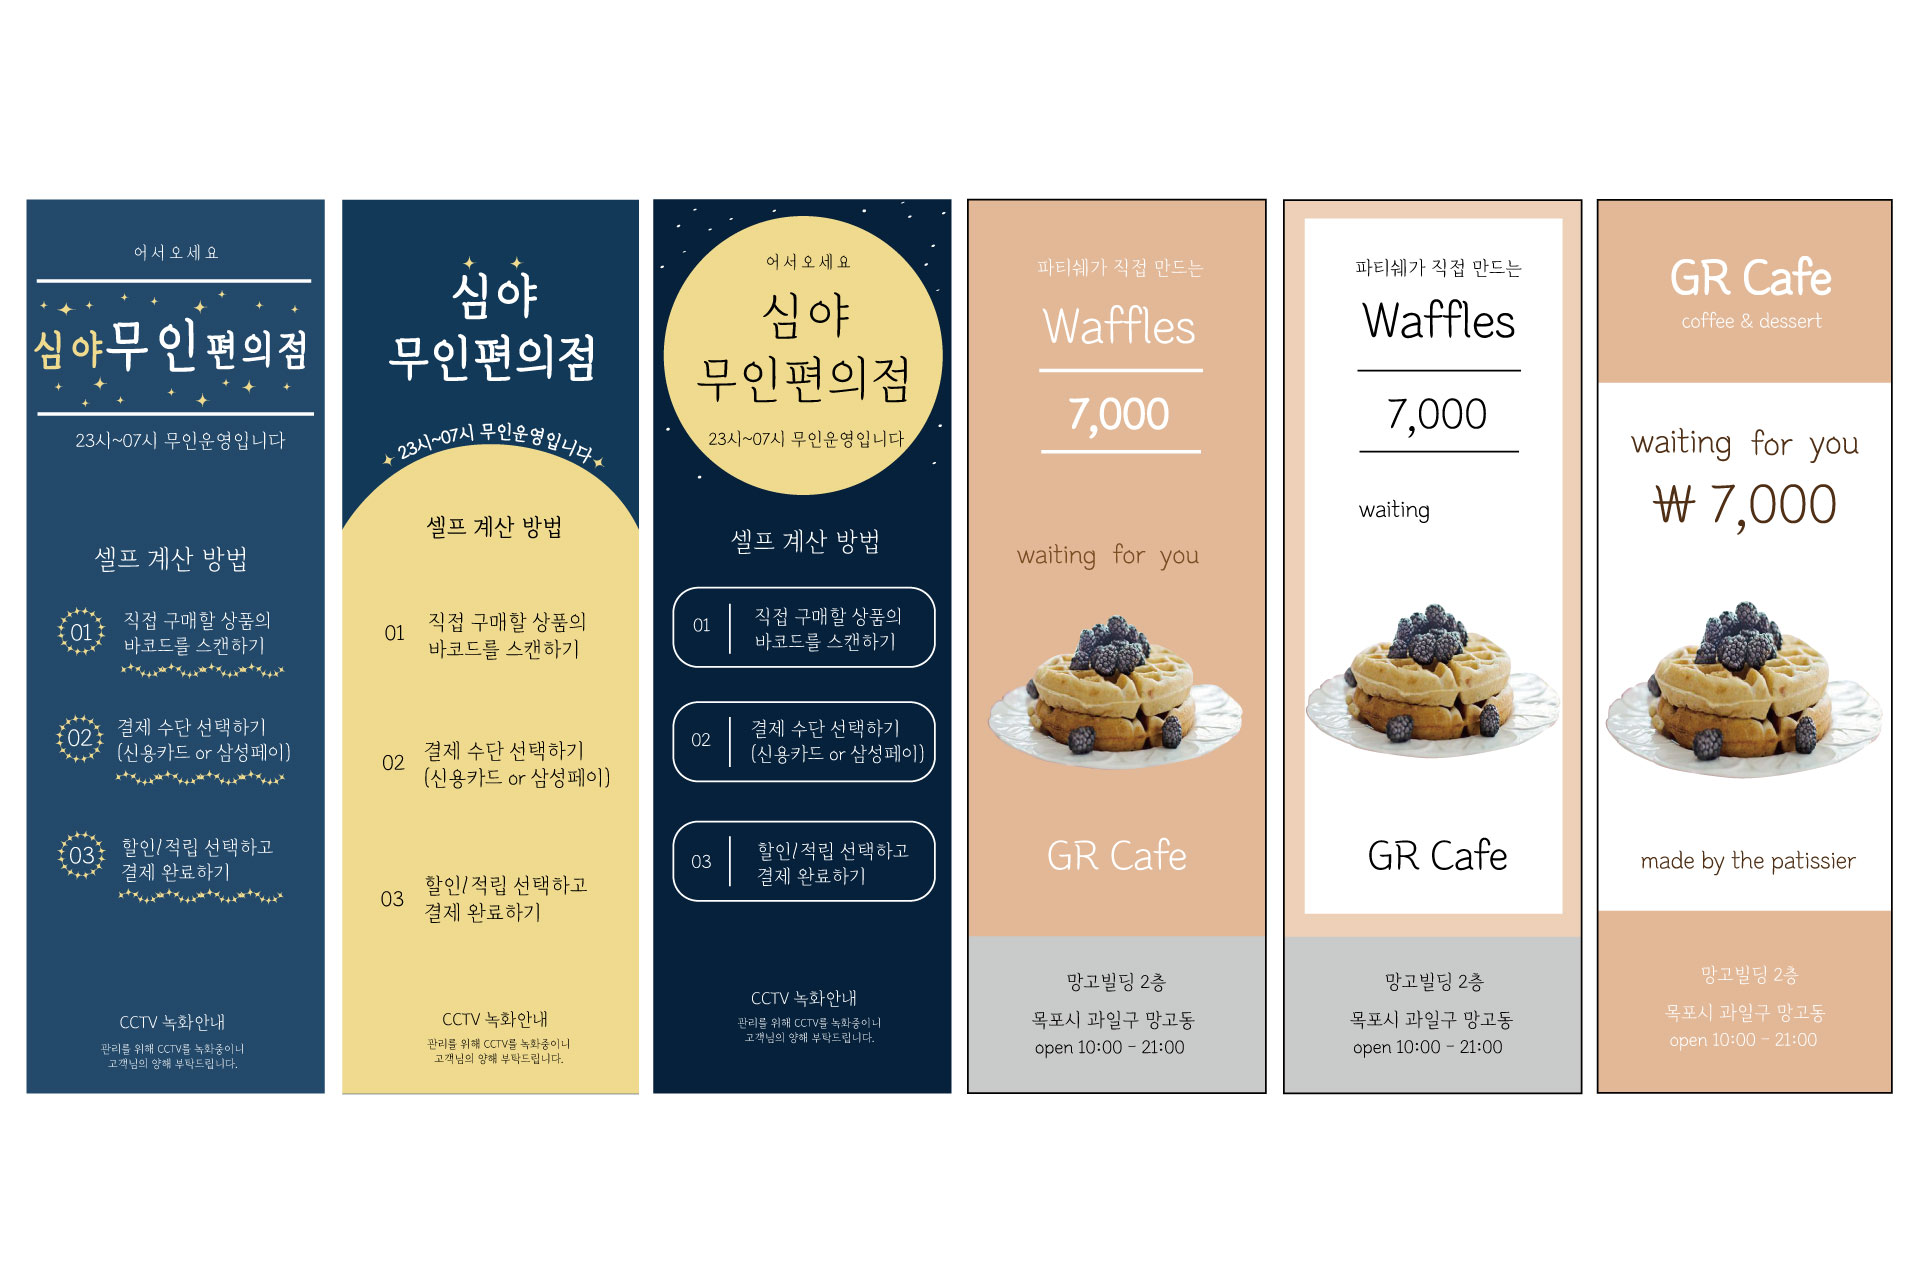 어서오세요
심야무인편의점
23시~07시 무인운영입니다
셀프 계산 방법
01
직접 구매할 상품의
바코드를 스캔하기
02
결제 수단 선택하기
(신용카드 or 삼성페이)
03
할인/적립 선택하고
결제 완료하기
CCTV 녹화안내
관리를 위해 CCTV를 녹화중이니
고객님의 양해 부탁드립니다.
심야
무인편의점
23시~07시 무인운영입니다
셀프 계산 방법
01
직접 구매할 상품의
바코드를 스캔하기
02
결제 수단 선택하기
(신용캬드 or 삼성페이)
03
할인/적립 선택하고
결제 완료하기
CCTV 녹화안내
관리를 위해 CCTV를 녹화중이니
고객님의 양해 부탁드립니다.
어서오세요
심야
무인편의점
23시~07시 무인운영입니다
셀프 계산 방법
01
직접 구매할 상품의
바코드를 스캔하기
02
결제 수단 선택하기
(신용카드 or 삼성페이)
03
할인/적립 선택하고
결제 완료하기
CCTV 녹화안내
관리를 위해 CCTV를 녹화중이니
고객님의 양해 부탁드립니다.
파티쉐가 직접 만드는
Waffles
7,000
waiting for you
GR Cafe
망고빌딩 2층
목포시 과일구 망고동
open 10:00 - 21:00
파티쉐가 직접 만드는
Waffles
7,000
waiting
GR Cafe
망고빌딩 2층
목포시 과일구 망고동
open 10:00 - 21:00
GR Cafe
coffee & dessert
waiting for you
₩ 7,000
made by the patissier
망고빌딩 2층
목포시 과일구 망고동
open 10:00 - 21:00